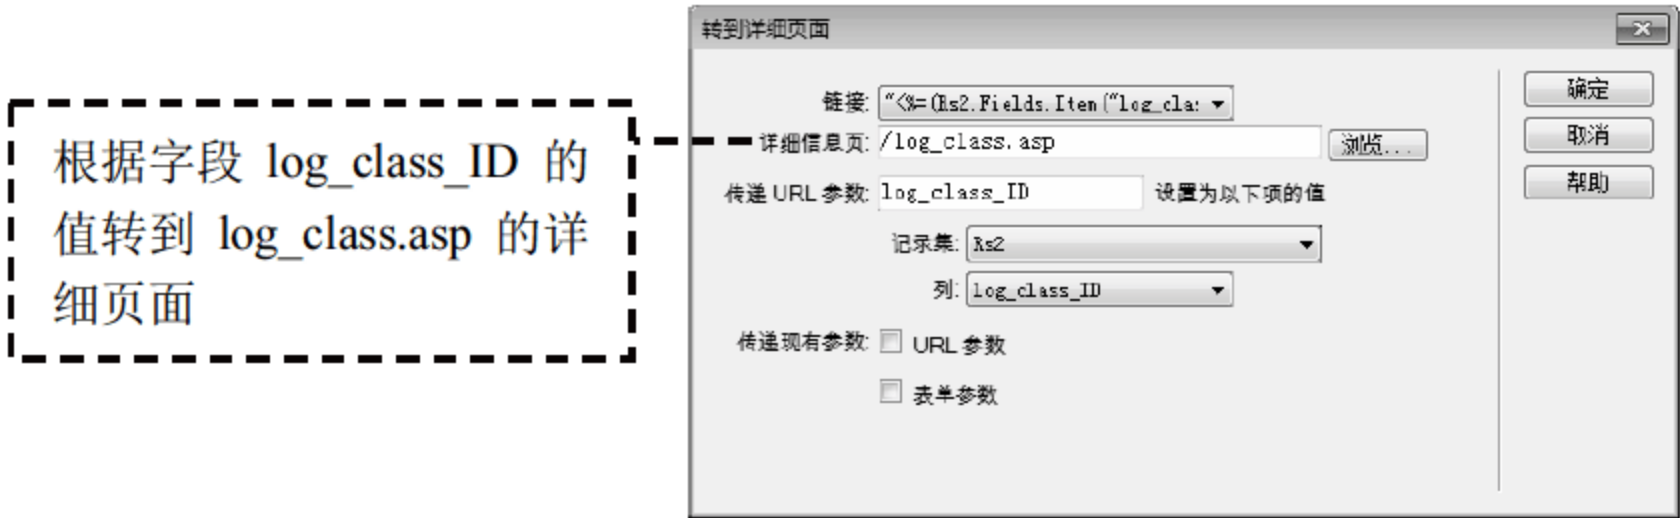 根据字段 log_class_ID 的
值转到 log_class.asp 的详
细页面
转到详细页面
链接: "<%=(Rs2.Fields.Item("log_cla:
确定
详细信息页: /log_class.asp
浏览...
取消
传递 URL 参数: log_class_ID 设置为以下项的值
帮助
记录集: Rs2
列: log_class_ID
传递现有参数: URL 参数
表单参数